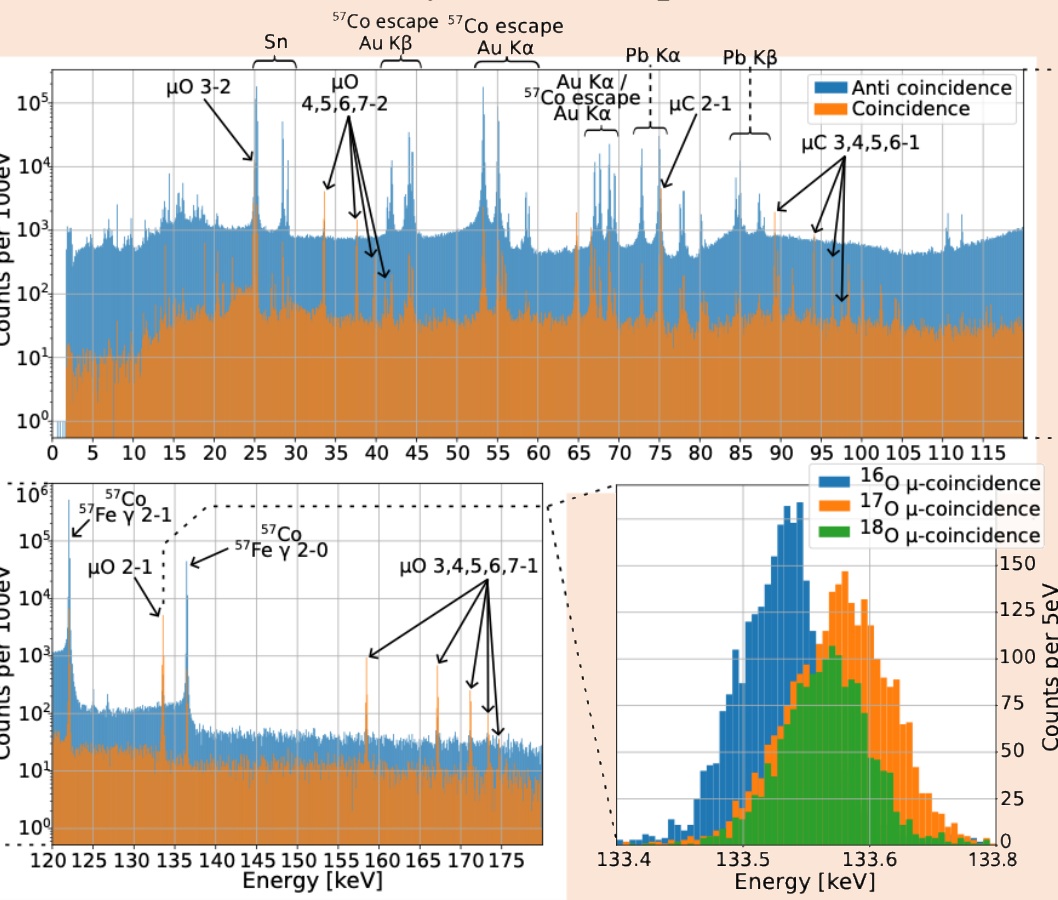 ⁵⁷Co escape ⁵⁷Co escape
Sn Au Kβ Au Kα
Pb Kα Pb Kβ
μO 3-2 μO
4,5,6,7-2
Au Kα /
⁵⁷Co escape
Au Kα
μC 2-1
Anti coincidence
Coincidence
μC 3,4,5,6-1
Counts per 100eV
10⁵
10⁴
10³
10²
10¹
10⁰
0 5 10 15 20 25 30 35 40 45 50 55 60 65 70 75 80 85 90 95 100 105 110 115
10⁶
10⁵
10⁴
10³
10²
10¹
10⁰
Counts per 100eV
⁵⁷Co
⁵⁷Fe γ 2-1
μO 2-1
⁵⁷Co
⁵⁷Fe γ 2-0
μO 3,4,5,6,7-1
120 125 130 135 140 145 150 155 160 165 170 175
Energy [keV]
¹⁶O μ-coincidence
¹⁷O μ-coincidence
¹⁸O μ-coincidence
150
125
100
75
50
25
0
Counts per 5eV
133.4 133.5 133.6 133.8
Energy [keV]